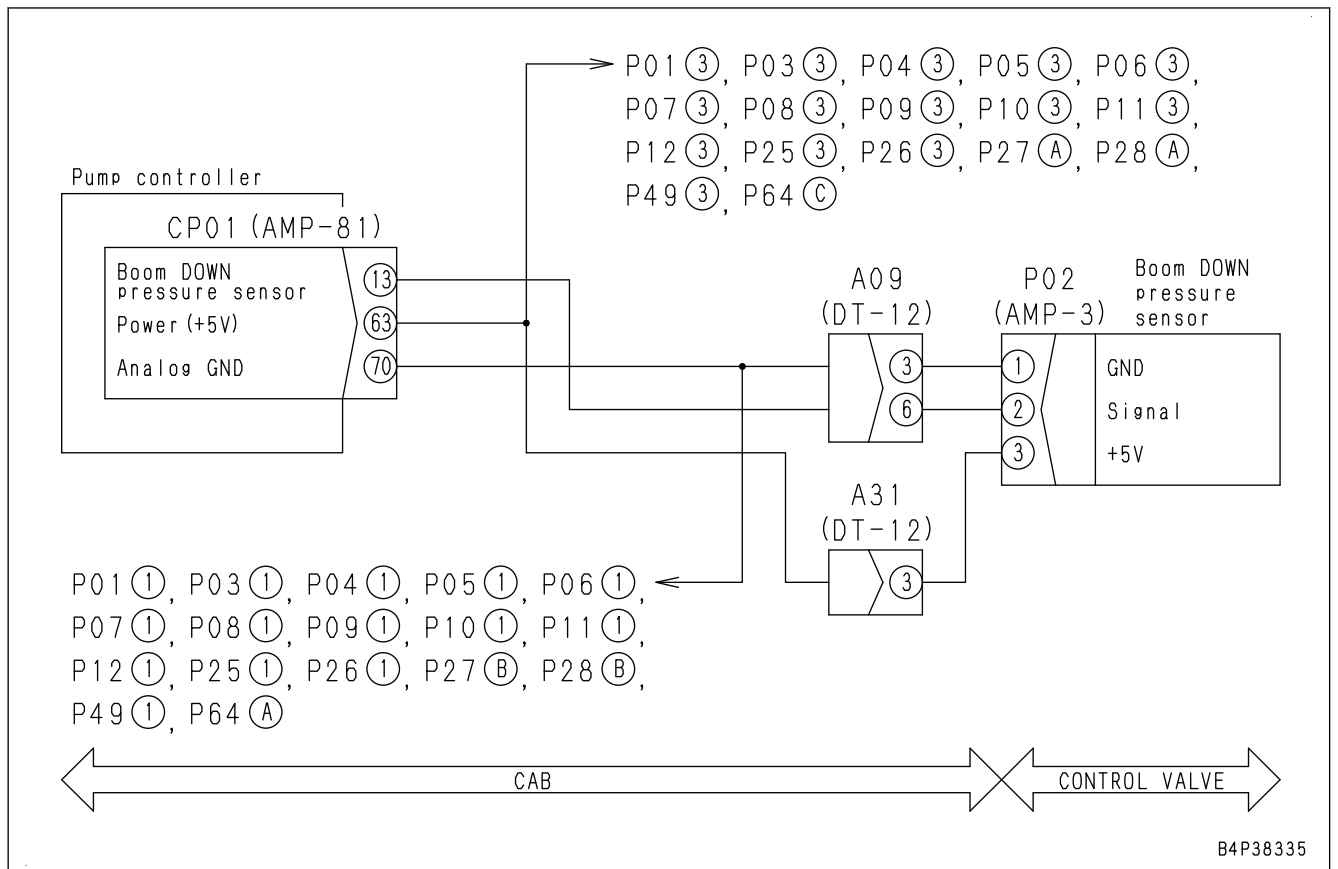 P01③, P03③, P04③, P05③, P06③,
P07③, P08③, P09③, P10③, P11③,
P12③, P25③, P26③, P27Ⓐ, P28Ⓐ,
P49③, P64Ⓒ
Pump controller
CP01 (AMP-81)
Boom DOWN
pressure sensor
⑬
Power (+5V)
63
Analog GND
70
A09
(DT-12)
③
⑥
P02
(AMP-3)
Boom DOWN
pressure
sensor
① GND
② Signal
③ +5V
A31
(DT-12)
③
P01①, P03①, P04①, P05①, P06①,
P07①, P08①, P09①, P10①, P11①,
P12①, P25①, P26①, P27Ⓑ, P28Ⓑ,
P49①, P64Ⓐ
CAB
CONTROL VALVE
B4P38335